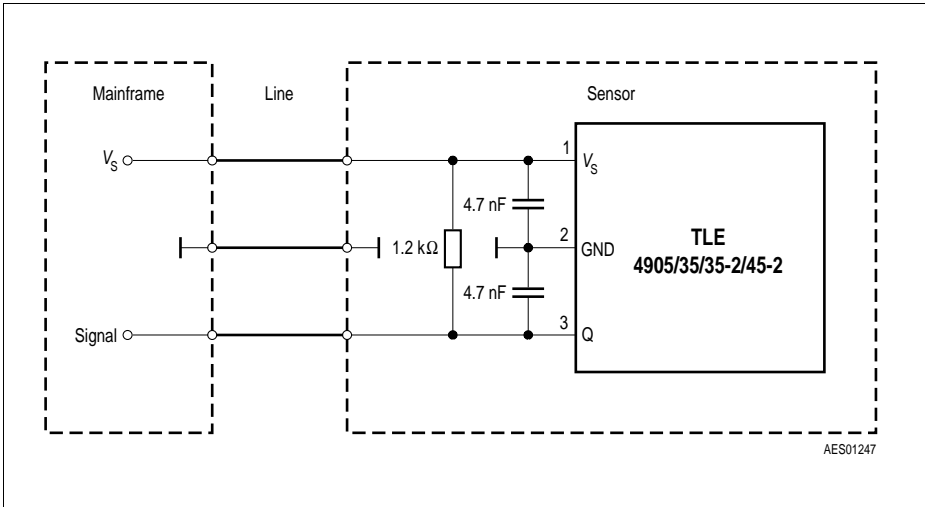 Mainframe
Line
Sensor
VS
1
VS
4.7 nF
1.2 kΩ
2
GND
TLE
4905/35/35-2/45-2
4.7 nF
Signal
3
Q
AES01247